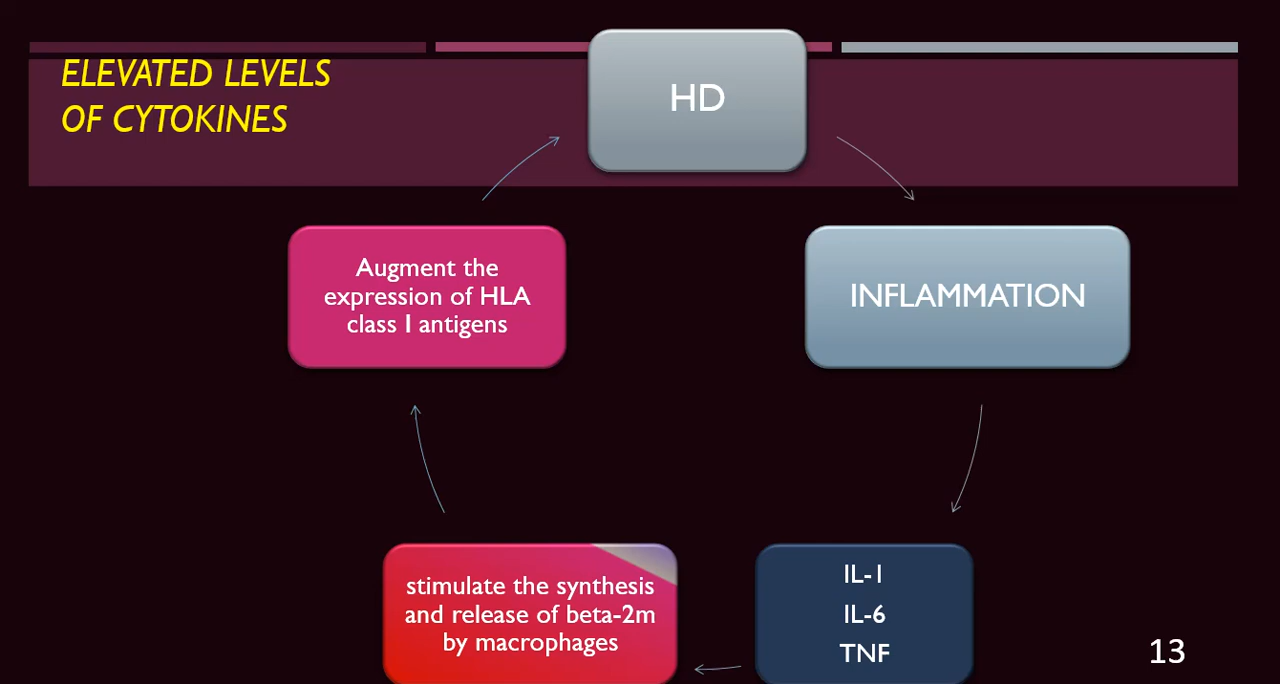 ELEVATED LEVELS
OF CYTOKINES
HD
INFLAMMATION
IL-1
IL-6
TNF
stimulate the synthesis
and release of beta-2m
by macrophages
Augment the
expression of HLA
class I antigens
13